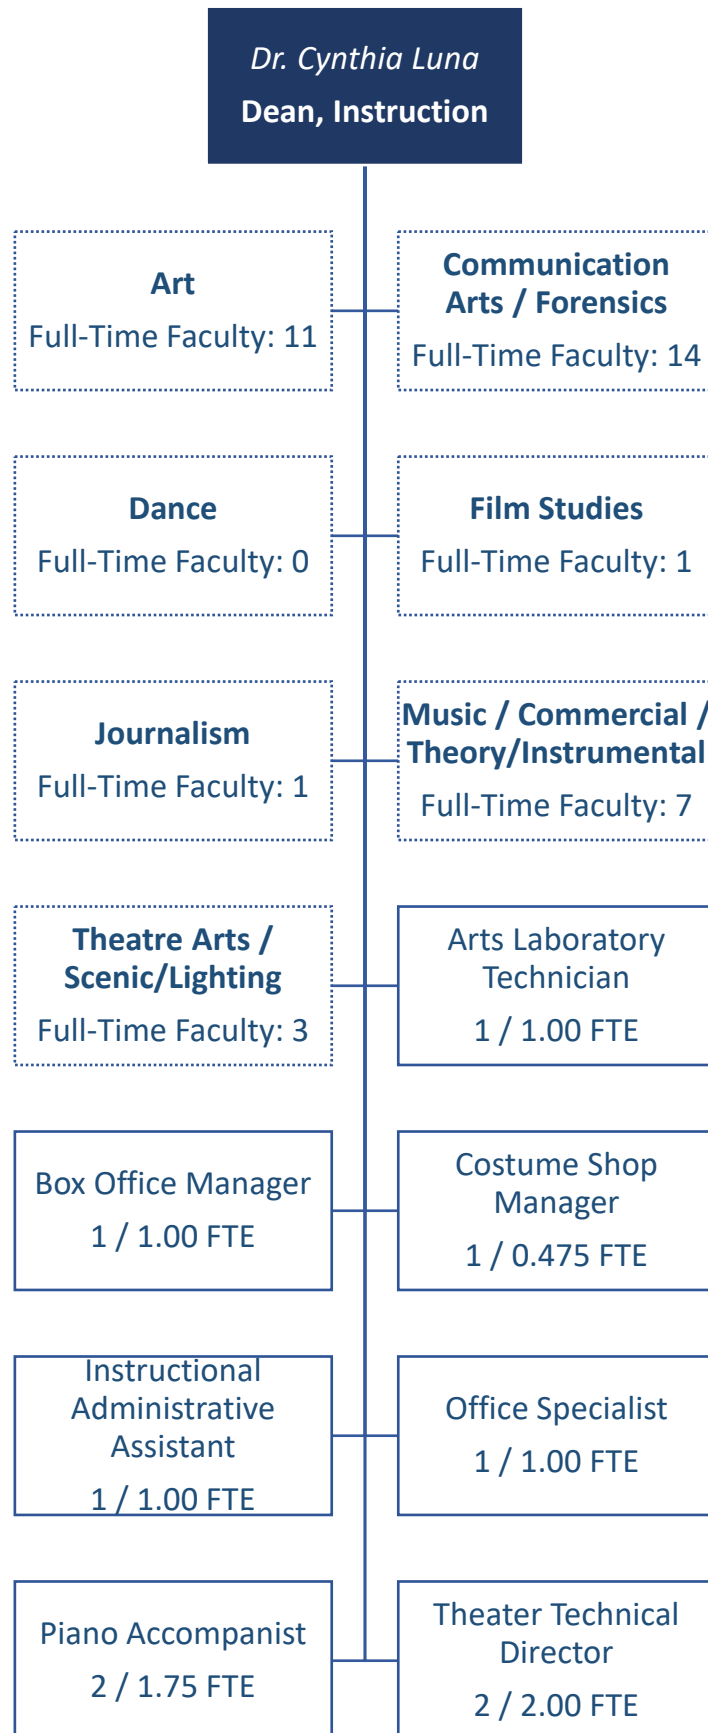 Dr. Cynthia Luna
Dean, Instruction
Art
Full-Time Faculty: 11
Communication
Arts / Forensics
Full-Time Faculty: 14
Dance
Full-Time Faculty: 0
Film Studies
Full-Time Faculty: 1
Journalism
Full-Time Faculty: 1
Music / Commercial /
Theory/Instrumental
Full-Time Faculty: 7
Theatre Arts /
Scenic/Lighting
Full-Time Faculty: 3
Arts Laboratory
Technician
1 / 1.00 FTE
Box Office Manager
1 / 1.00 FTE
Costume Shop
Manager
1 / 0.475 FTE
Instructional
Administrative
Assistant
1 / 1.00 FTE
Office Specialist
1 / 1.00 FTE
Piano Accompanist
2 / 1.75 FTE
Theater Technical
Director
2 / 2.00 FTE